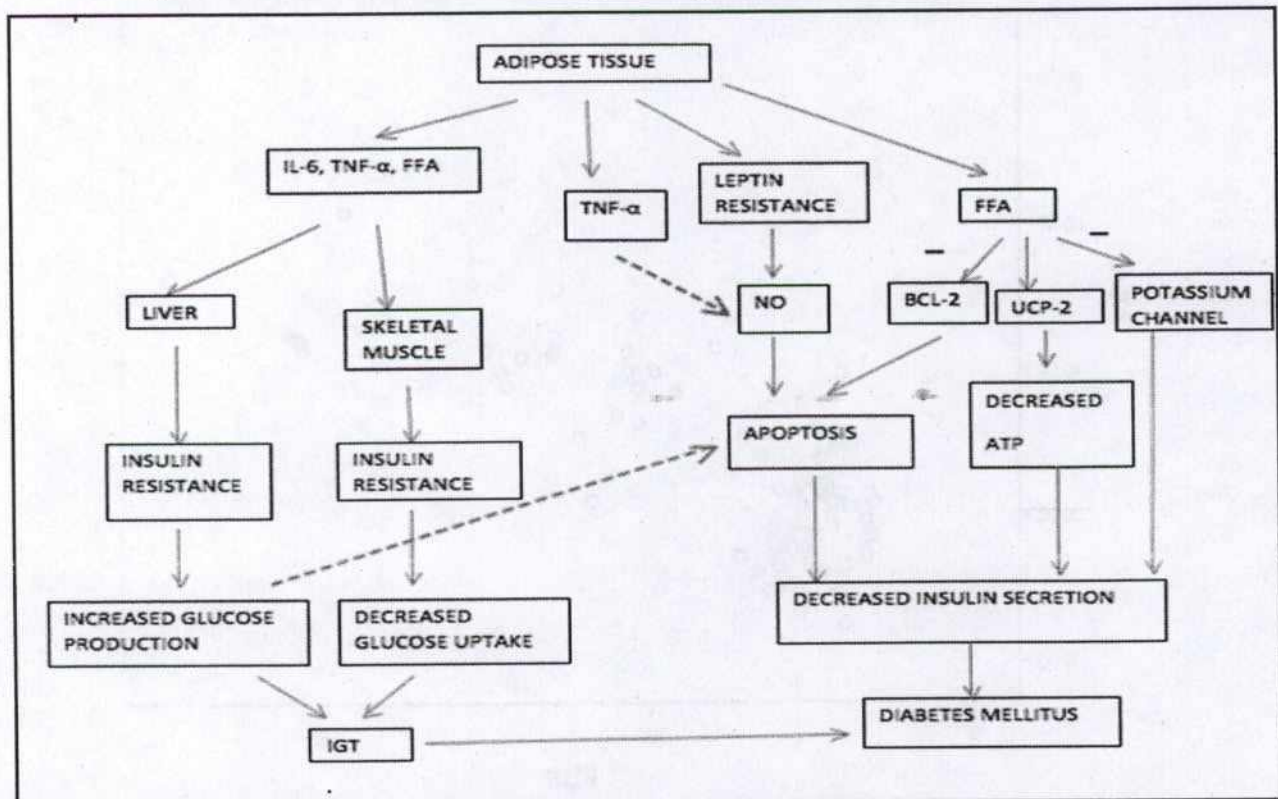 ADIPOSE TISSUE
IL-6, TNF-α, FFA
TNF-α
LEPTIN
RESISTANCE
FFA
–
–
LIVER
SKELETAL
MUSCLE
NO
BCL-2
UCP-2
POTASSIUM
CHANNEL
INSULIN
RESISTANCE
INSULIN
RESISTANCE
APOPTOSIS
DECREASED
ATP
INCREASED GLUCOSE
PRODUCTION
DECREASED
GLUCOSE UPTAKE
DECREASED INSULIN SECRETION
IGT
DIABETES MELLITUS